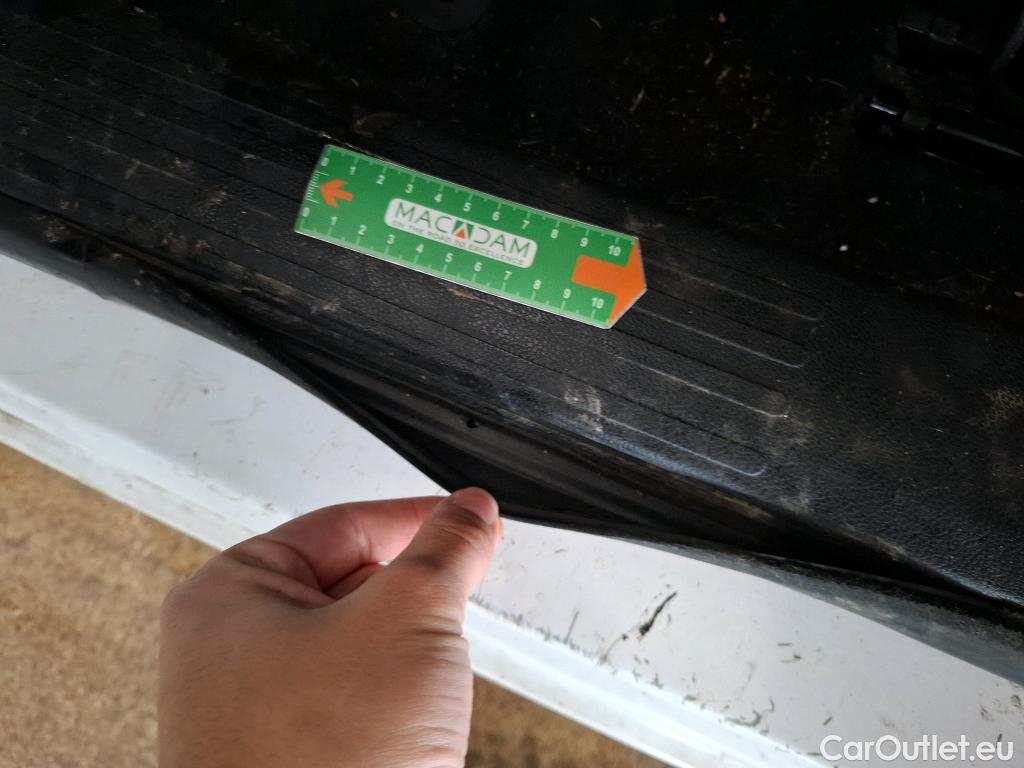 0 1 2 3 4 5 6 7 8 9 10
MACADAM
ON THE ROAD TO EXCELLENCE
0 1 2 3 4 5 6 7 8 9 10
CarOutlet.eu